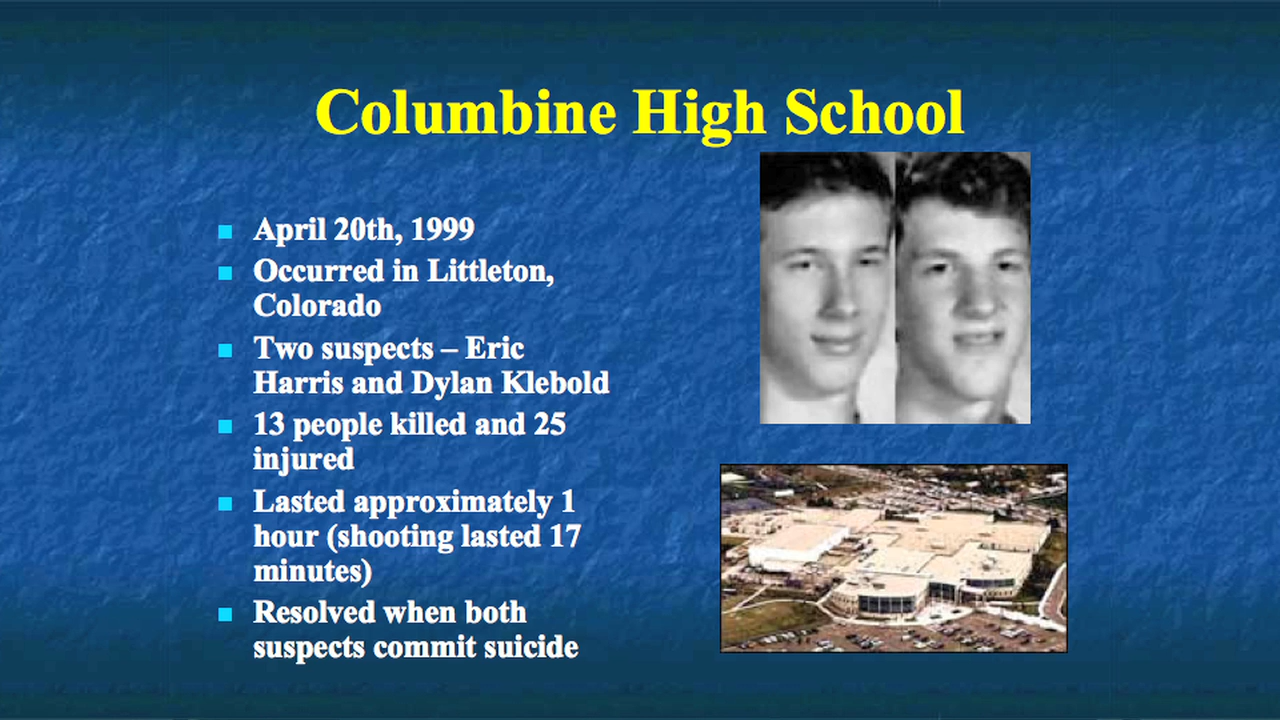 Columbine High School
April 20th, 1999
Occurred in Littleton,
Colorado
Two suspects – Eric
Harris and Dylan Klebold
13 people killed and 25
injured
Lasted approximately 1
hour (shooting lasted 17
minutes)
Resolved when both
suspects commit suicide